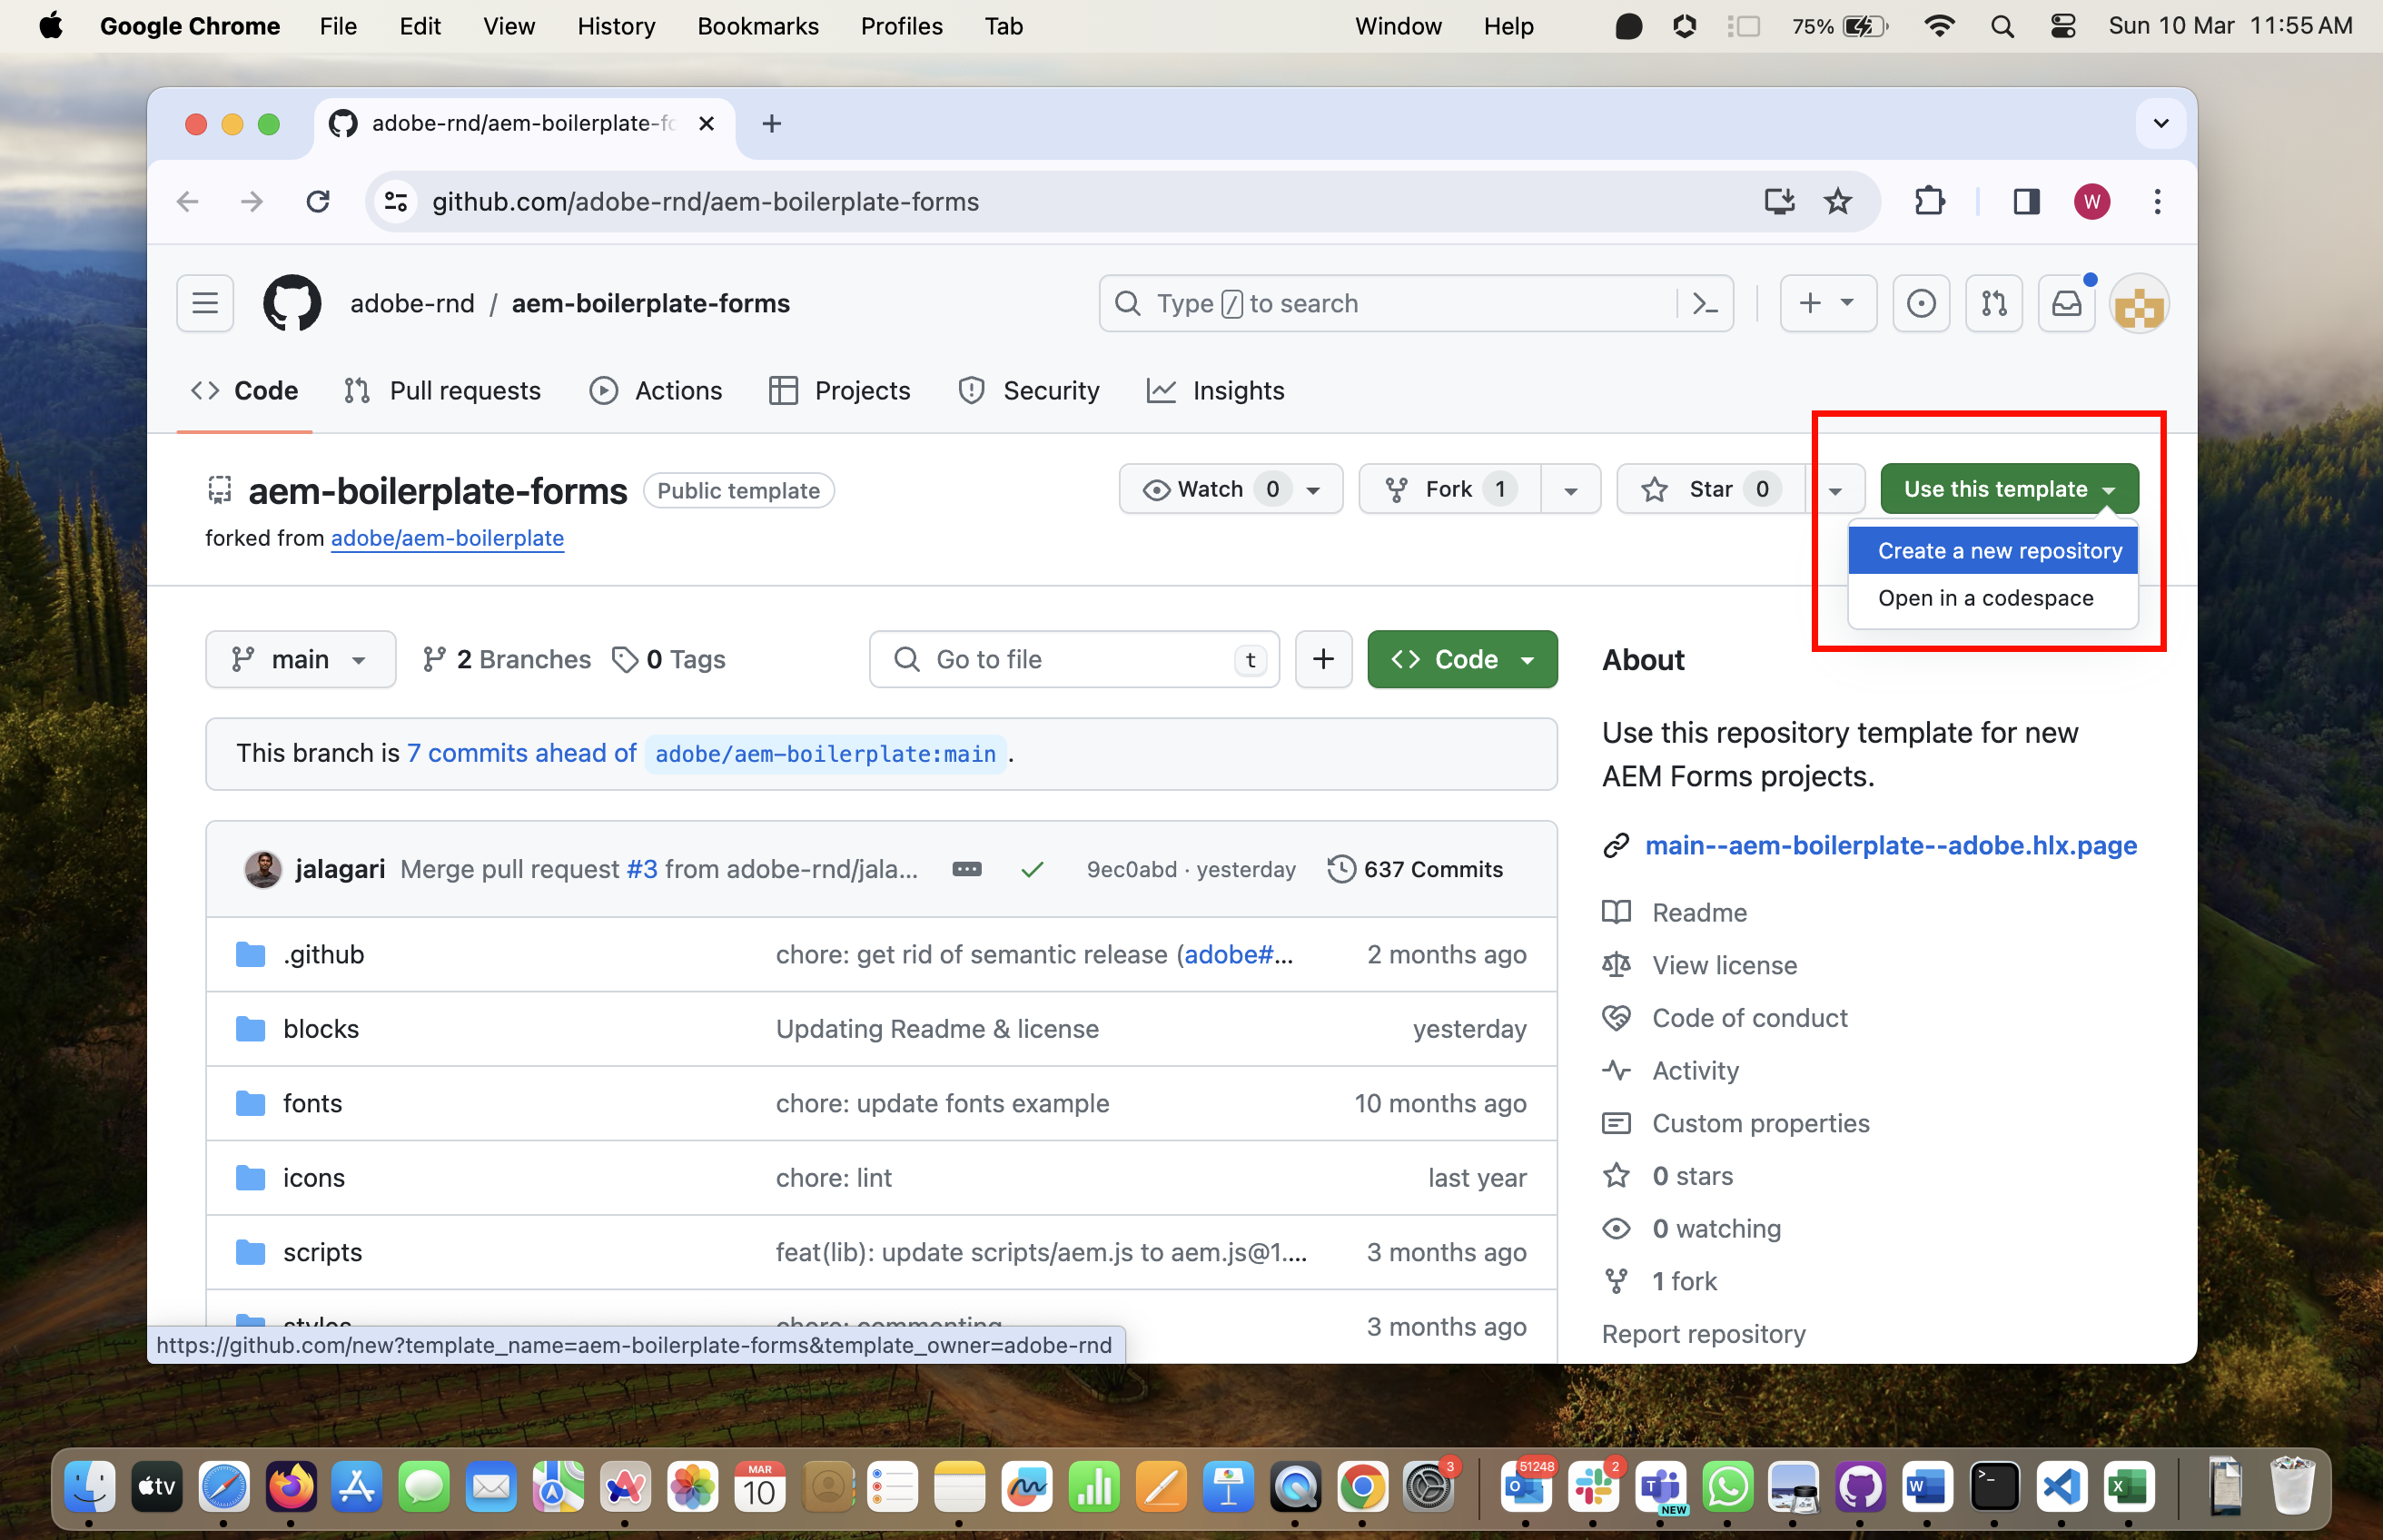 Google Chrome File Edit View History Bookmarks Profiles Tab Window Help 75% Sun 10 Mar 11:55 AM
adobe-rnd/aem-boilerplate-fo
github.com/adobe-rnd/aem-boilerplate-forms W
adobe-rnd / aem-boilerplate-forms Type / to search
Code Pull requests Actions Projects Security Insights
aem-boilerplate-forms Public template Watch 0 Fork 1 Star 0 Use this template
forked from adobe/aem-boilerplate
Create a new repository
Open in a codespace
main 2 Branches 0 Tags Go to file t Code
About
This branch is 7 commits ahead of adobe/aem-boilerplate:main .
Use this repository template for new
AEM Forms projects.
main--aem-boilerplate--adobe.hlx.page
jalagari Merge pull request #3 from adobe-rnd/jala... 9ec0abd · yesterday 637 Commits
.github chore: get rid of semantic release (adobe#... 2 months ago
blocks Updating Readme & license yesterday
fonts chore: update fonts example 10 months ago
icons chore: lint last year
scripts feat(lib): update scripts/aem.js to aem.js@1.... 3 months ago
styles chore: commenting 3 months ago
Readme
View license
Code of conduct
Activity
Custom properties
0 stars
0 watching
1 fork
Report repository
https://github.com/new?template_name=aem-boilerplate-forms&template_owner=adobe-rnd
tv MAR 10 3 51248 O 2 T NEW W >_ X